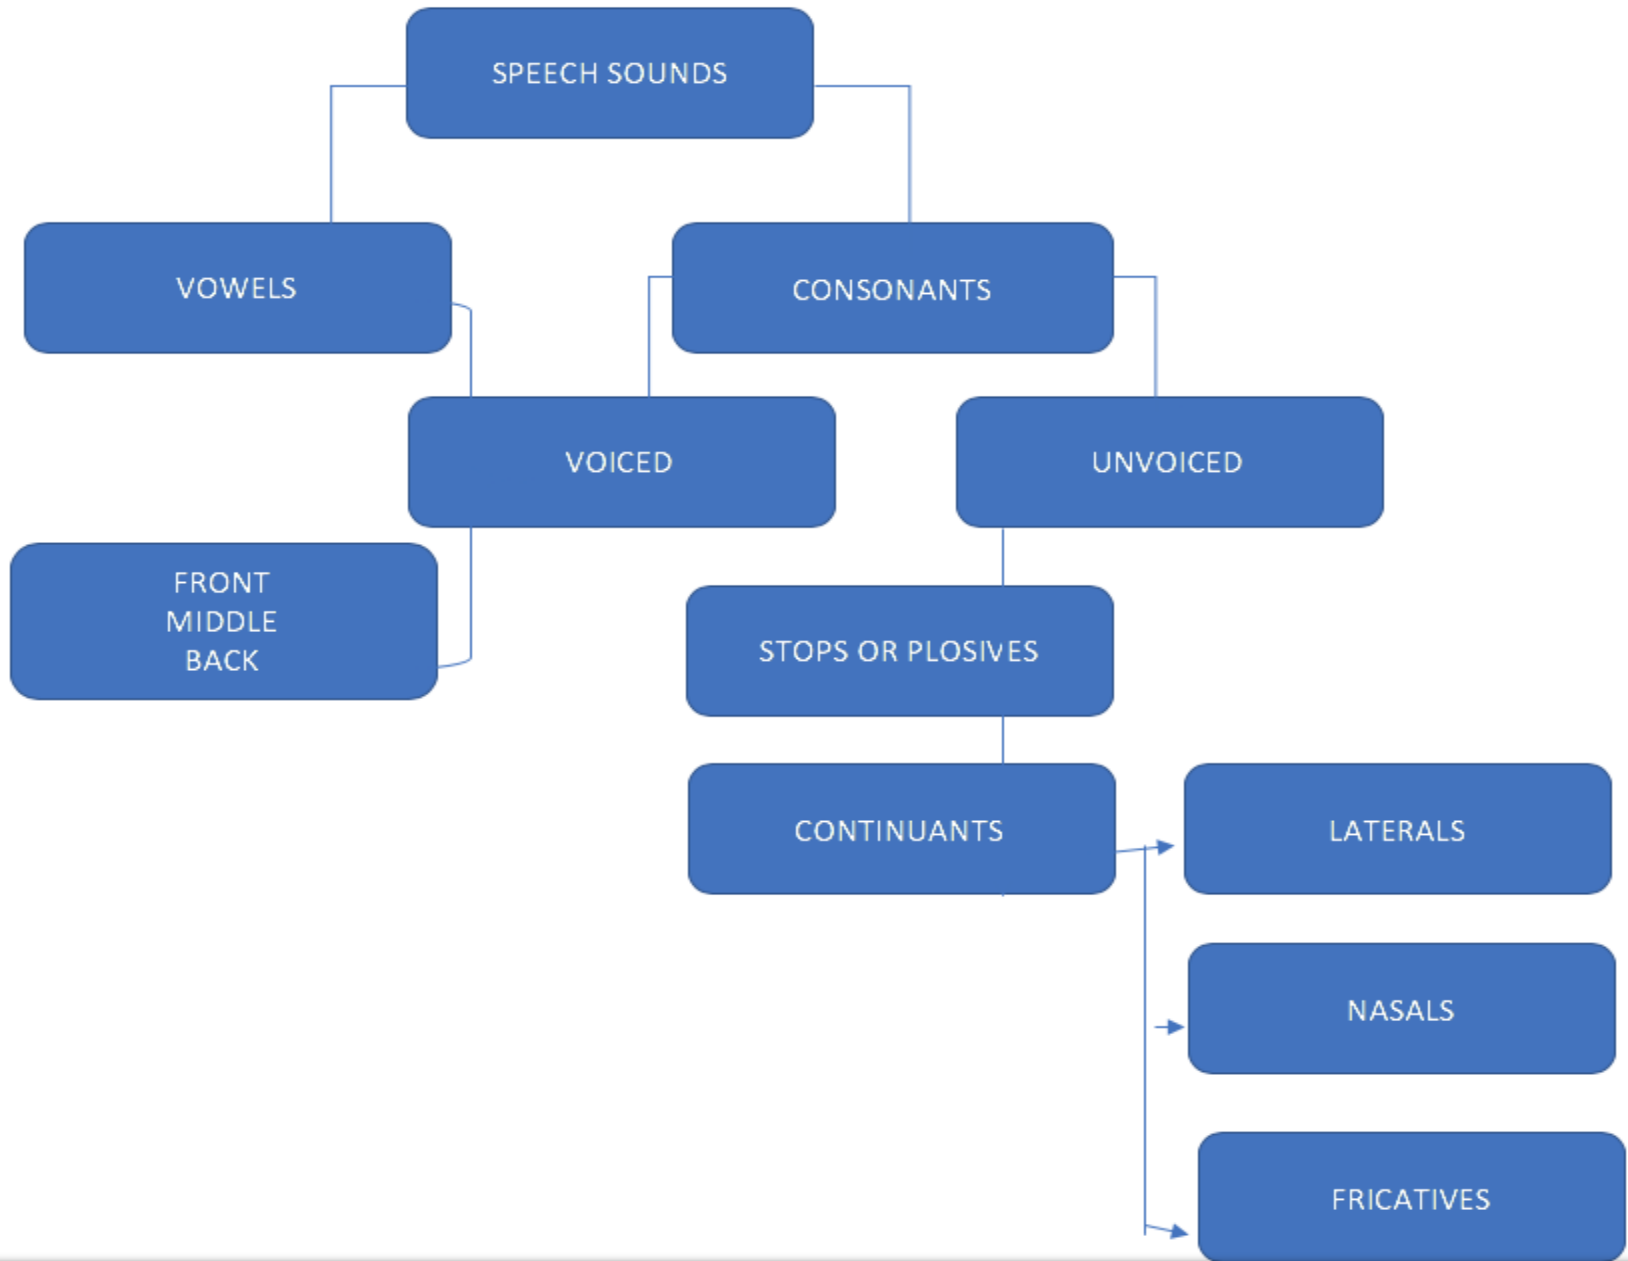 SPEECH SOUNDS
VOWELS
CONSONANTS
VOICED
UNVOICED
FRONT
MIDDLE
BACK
STOPS OR PLOSIVES
CONTINUANTS
LATERALS
NASALS
FRICATIVES